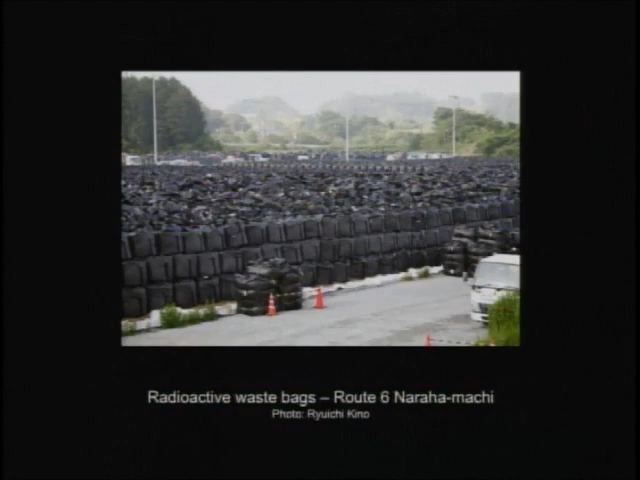 Radioactive waste bags – Route 6 Naraha-machi
Photo: Ryuichi Kino